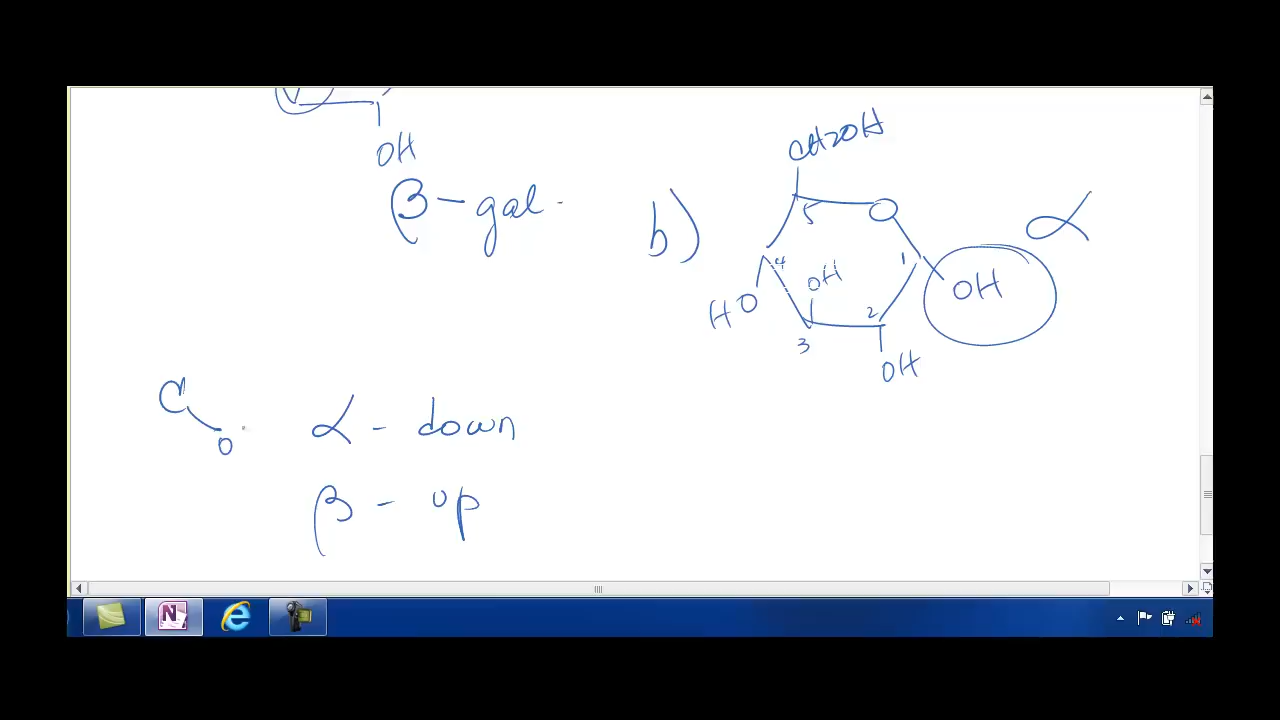 OH
β - gal.
b)
CH2OH
5
O
α
4
OH
1
OH
HO
2
3
OH
C
O
α - down
β - up